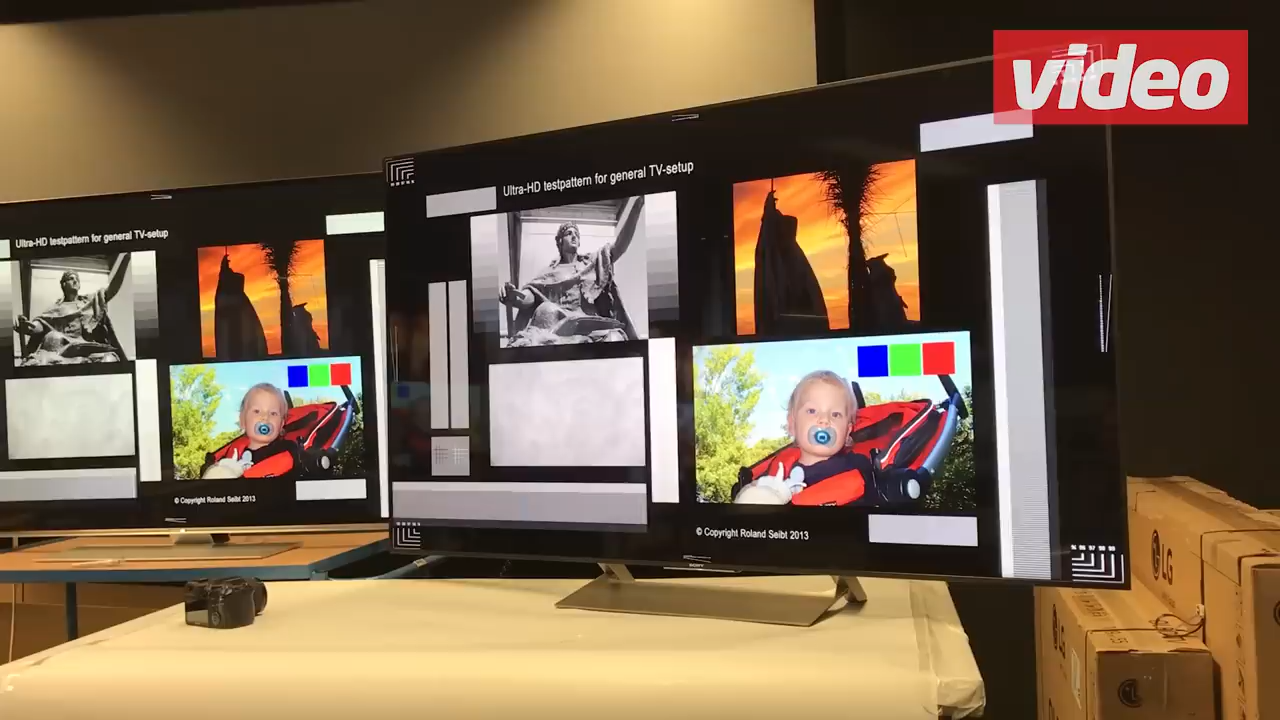 video
Ultra-HD testpattern for general TV-setup
Ultra-HD testpattern for general TV-setup
© Copyright Roland Seibt 2013
© Copyright Roland Seibt 2013
SONY
LG
LG